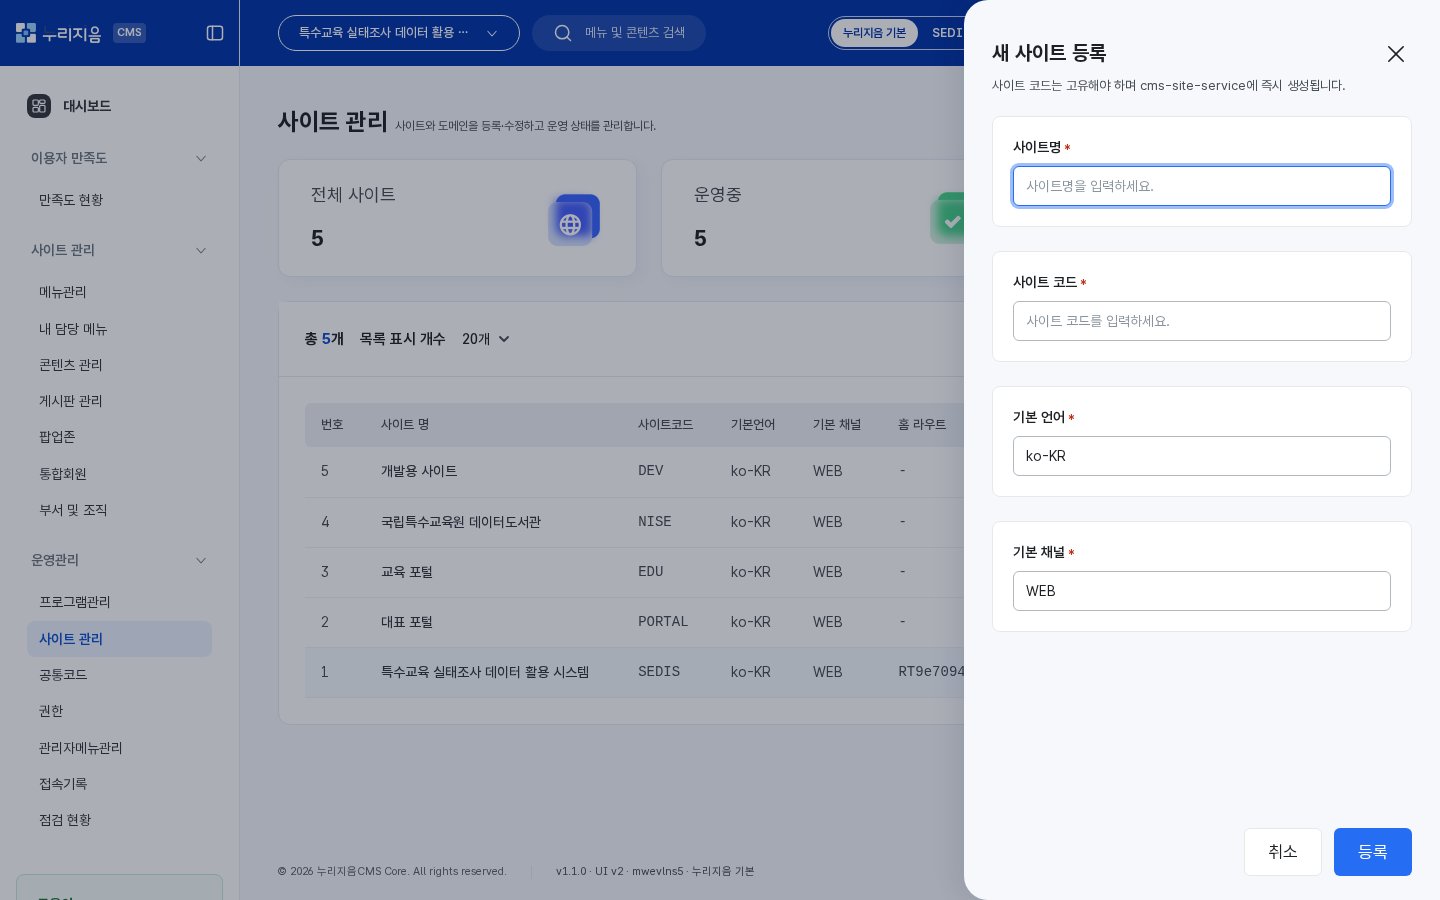 누리지음 CMS
특수교육 실태조사 데이터 활용 ···
메뉴 및 콘텐츠 검색
누리지음 기본
대시보드
이용자 만족도
만족도 현황
사이트 관리
메뉴관리
내 담당 메뉴
콘텐츠 관리
게시판 관리
팝업존
통합회원
부서 및 조직
운영관리
프로그램관리
사이트 관리
공통코드
권한
관리자메뉴관리
접속기록
점검 현황
사이트 관리 사이트와 도메인을 등록·수정하고 운영 상태를 관리합니다.
전체 사이트
5
운영중
5
총 5개 목록 표시 개수 20개
번호 사이트 명 사이트코드 기본언어 기본 채널 홈 라우트
5 개발용 사이트 DEV ko-KR WEB -
4 국립특수교육원 데이터도서관 NISE ko-KR WEB -
3 교육 포털 EDU ko-KR WEB -
2 대표 포털 PORTAL ko-KR WEB -
1 특수교육 실태조사 데이터 활용 시스템 SEDIS ko-KR WEB RT9e7094
© 2026 누리지음CMS Core. All rights reserved. v1.1.0 · UI v2 · mwevlns5 · 누리지음 기본
새 사이트 등록
사이트 코드는 고유해야 하며 cms-site-service에 즉시 생성됩니다.
사이트명 *
사이트명을 입력하세요.
사이트 코드 *
사이트 코드를 입력하세요.
기본 언어 *
ko-KR
기본 채널 *
WEB
취소
등록